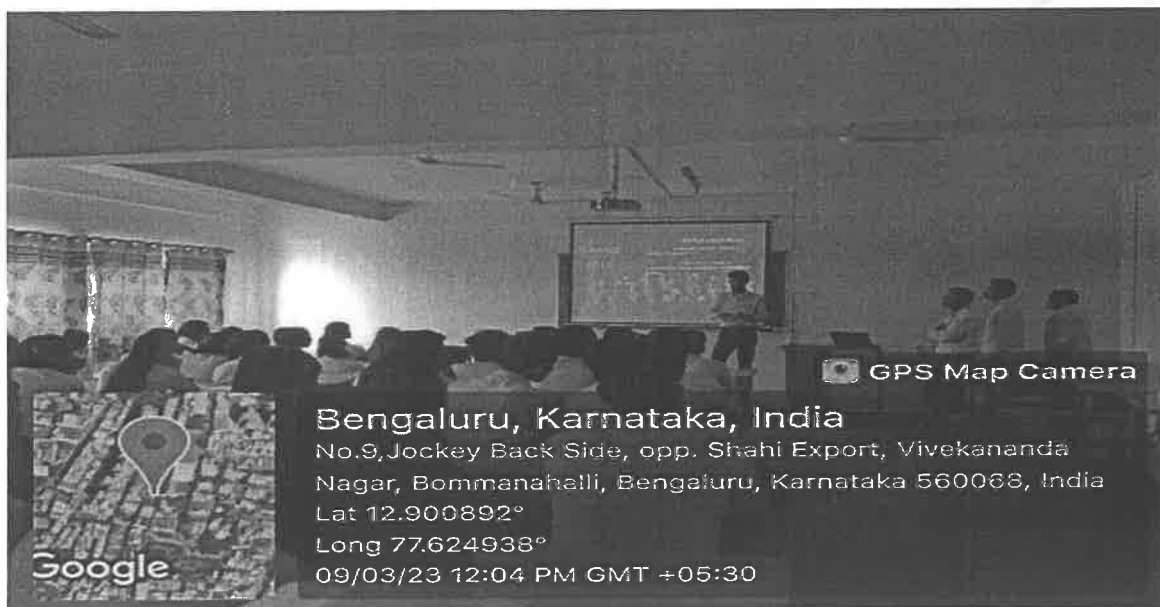 GPS Map Camera
Bengaluru, Karnataka, India
No.9,Jockey Back Side, opp. Shahi Export, Vivekananda
Nagar, Bommanahalli, Bengaluru, Karnataka 560068, India
Lat 12.900892°
Long 77.624938°
09/03/23 12:04 PM GMT +05:30
Google